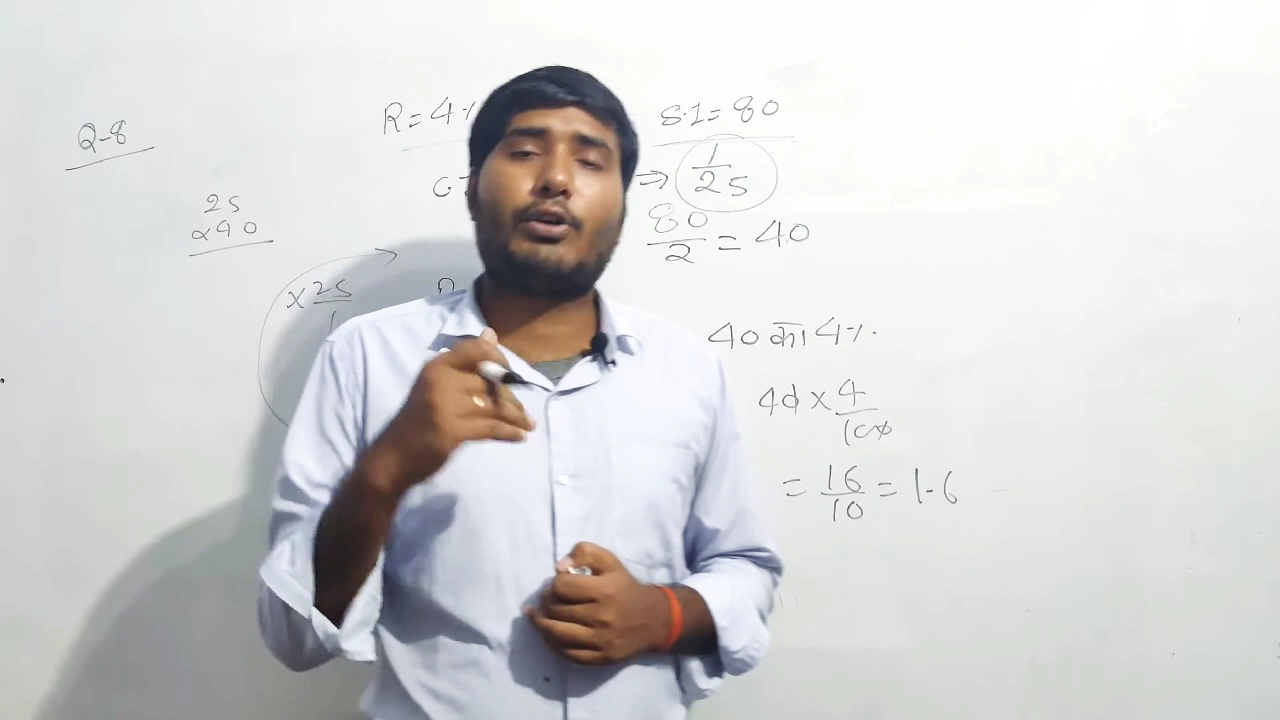 Q-8
R=4%
S.I=80
→ 1/25
25
x40
80/2 = 40
x 25
40 का 4%.
40 x 4/100
= 16/10 = 1.6